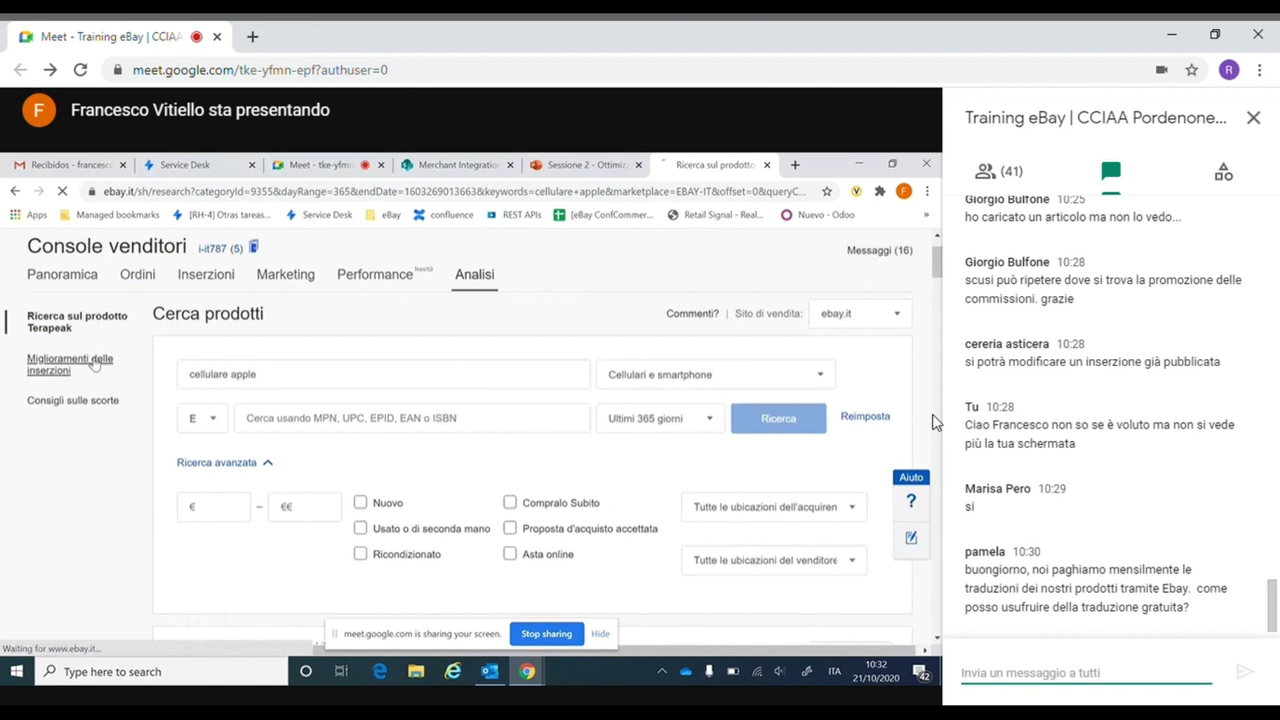 Meet - Training eBay | CCIAA
meet.google.com/tke-yfmn-epf?authuser=0
R
F
Francesco Vitiello sta presentando
Recibidos - francesc
Service Desk
Meet - tke-yfmn
Merchant Integratio
Sessione 2 - Ottimiz
Ricerca sul prodotto
ebay.it/sh/research?categoryId=9355&dayRange=365&endDate=1603269013663&keywords=cellulare+apple&marketplace=EBAY-IT&offset=0&queryC...
F
Apps
Managed bookmarks
[RH-4] Otras tareas...
Service Desk
eBay
confluence
REST APIs
[eBay ConfCommer...
Retail Signal - Real...
Nuevo - Odoo
»
Console venditori
i-it787 (5)
Messaggi (16)
Panoramica
Ordini
Inserzioni
Marketing
Performance
Novità
Analisi
Ricerca sul prodotto
Terapeak
Miglioramenti delle
inserzioni
Consigli sulle scorte
Cerca prodotti
Commenti?
Sito di vendita:
ebay.it
cellulare apple
Cellulari e smartphone
E
Cerca usando MPN, UPC, EPID, EAN o ISBN
Ultimi 365 giorni
Ricerca
Reimposta
Ricerca avanzata
€
–
€€
Nuovo
Usato o di seconda mano
Ricondizionato
Compralo Subito
Proposta d'acquisto accettata
Asta online
Tutte le ubicazioni dell'acquiren
Tutte le ubicazioni del venditore
Aiuto
?
meet.google.com is sharing your screen.
Stop sharing
Hide
Waiting for www.ebay.it...
Type here to search
ITA
10:32
21/10/2020
42
Training eBay | CCIAA Pordenone...
(41)
Giorgio Bulfone 10:25
ho caricato un articolo ma non lo vedo...
Giorgio Bulfone 10:28
scusi può ripetere dove si trova la promozione delle
commissioni. grazie
cereria asticera 10:28
si potrà modificare un inserzione già pubblicata
Tu 10:28
Ciao Francesco non so se è voluto ma non si vede
più la tua schermata
Marisa Pero 10:29
si
pamela 10:30
buongiorno, noi paghiamo mensilmente le
traduzioni dei nostri prodotti tramite Ebay. come
posso usufruire della traduzione gratuita?
Invia un messaggio a tutti